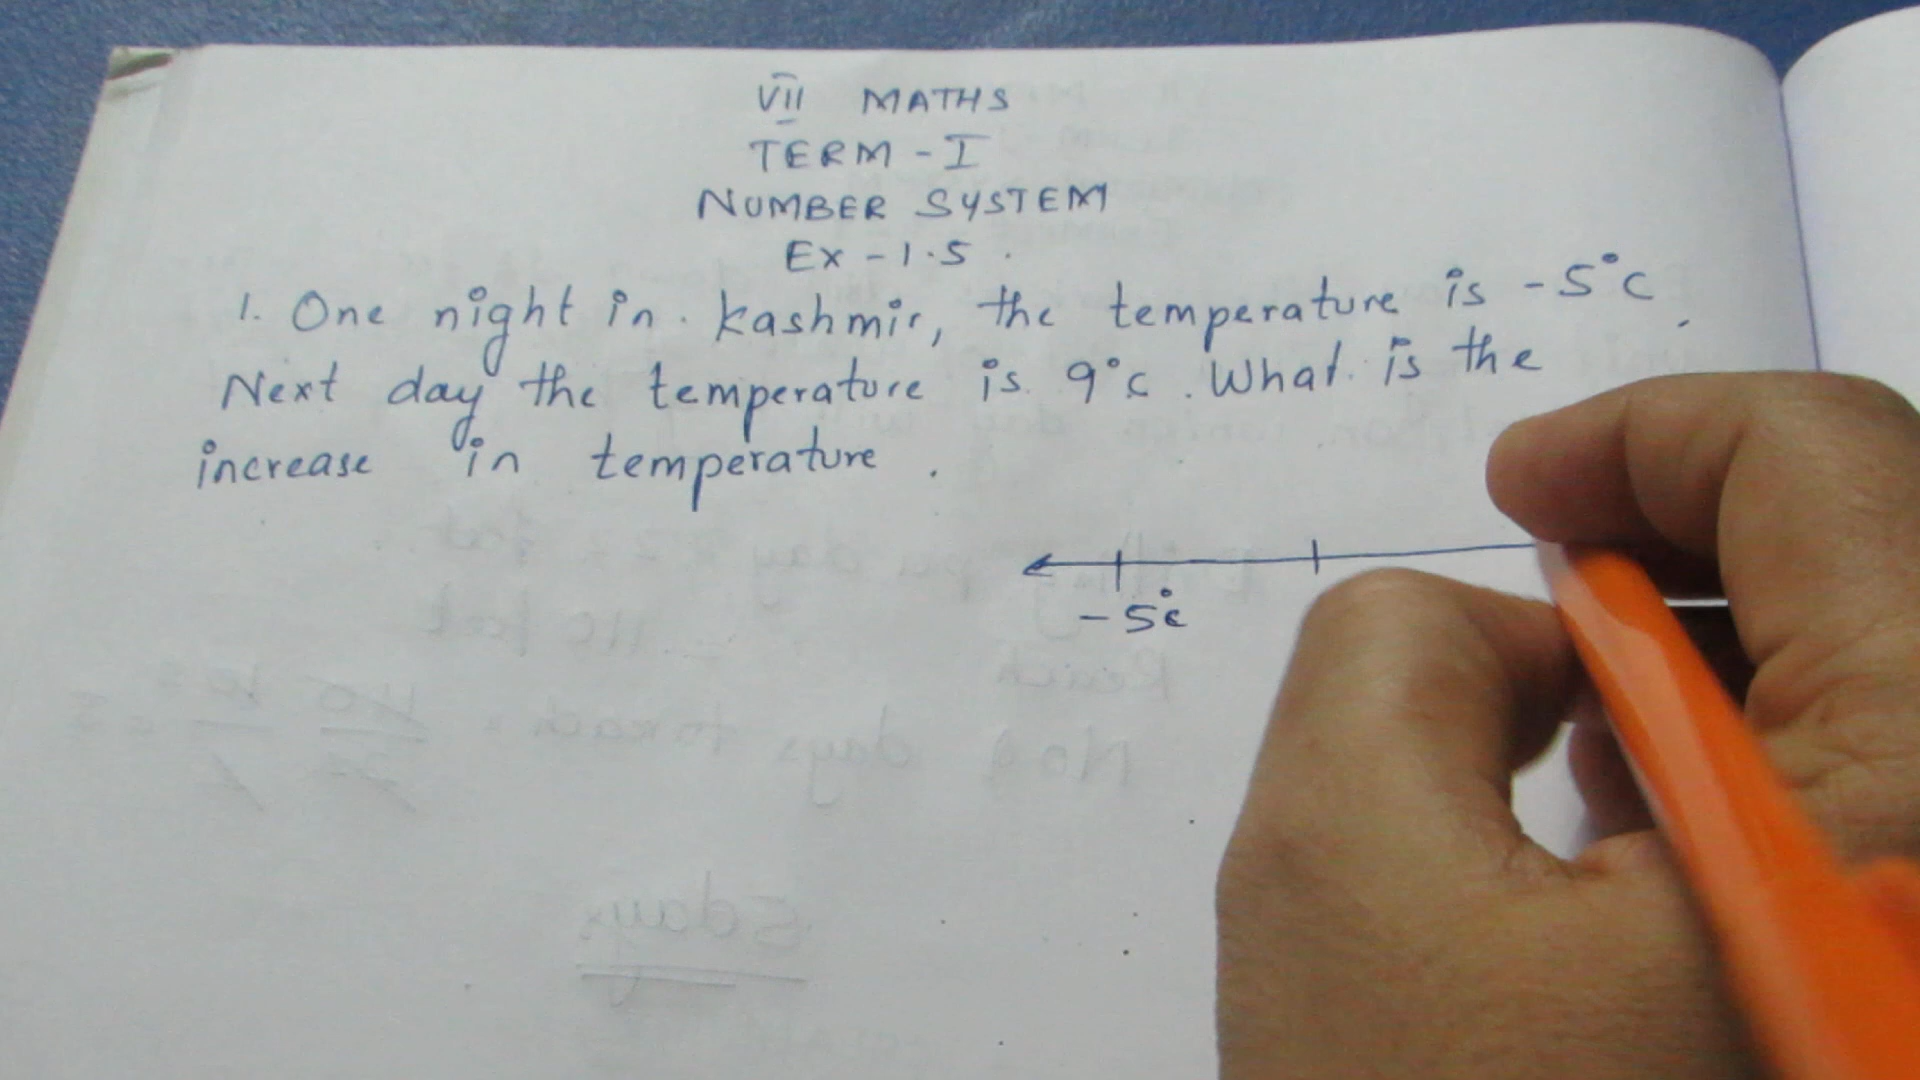 VII MATHS
TERM - I
NUMBER SYSTEM
Ex - 1.5.
1. One night in. kashmir, the temperature is -5°c.
Next day the temperature is 9°c. What is the
increase in temperature.
-5°c